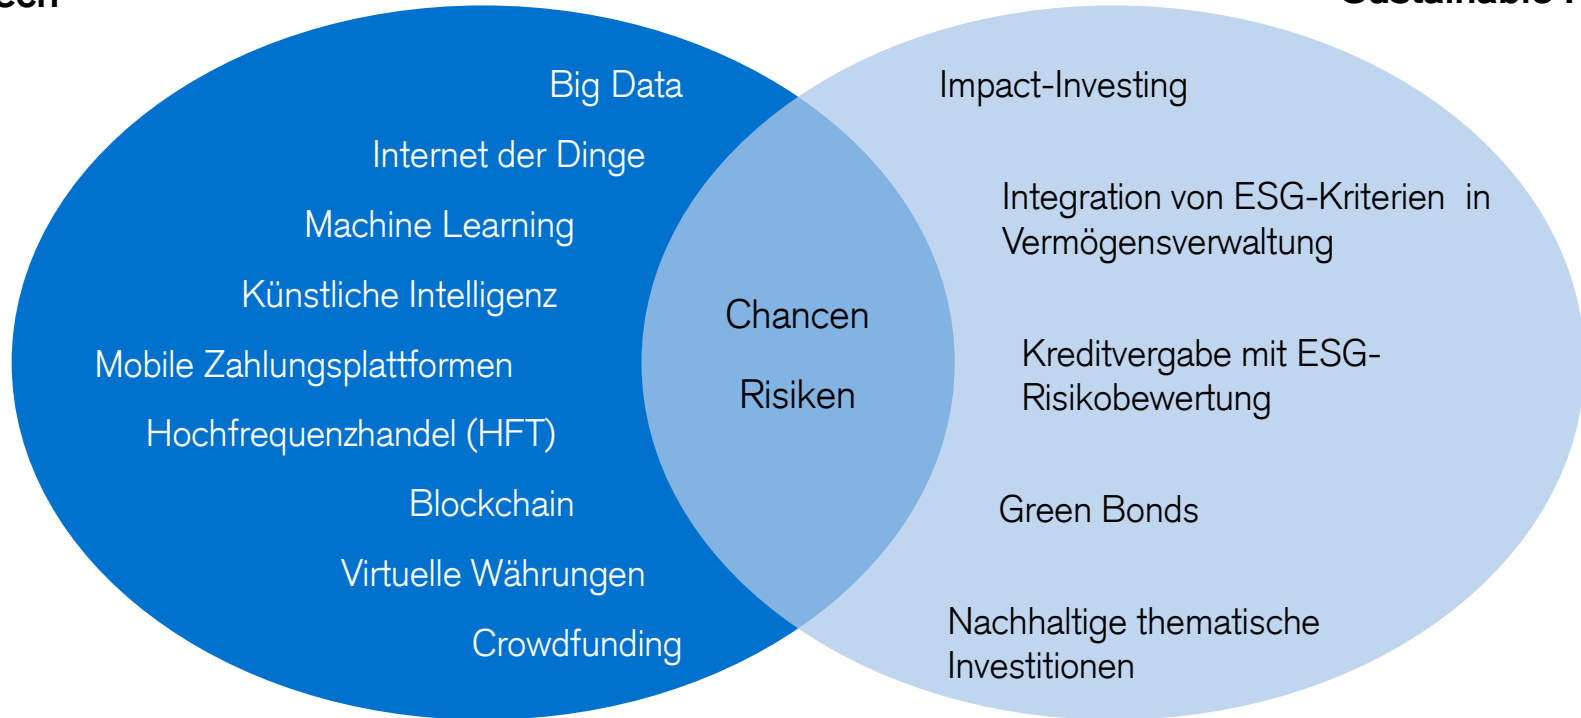 Big Data
Internet der Dinge
Machine Learning
Künstliche Intelligenz
Mobile Zahlungsplattformen
Hochfrequenzhandel (HFT)
Blockchain
Virtuelle Währungen
Crowdfunding
Chancen
Risiken
Impact-Investing
Integration von ESG-Kriterien in
Vermögensverwaltung
Kreditvergabe mit ESG-
Risikobewertung
Green Bonds
Nachhaltige thematische
Investitionen